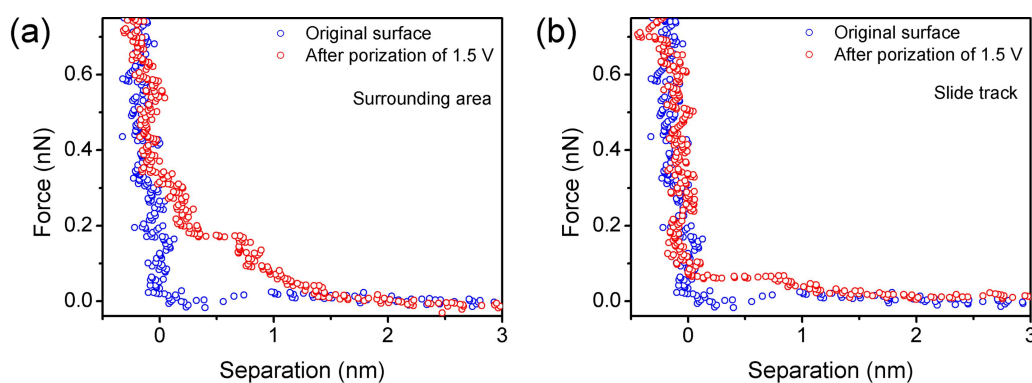 (a)
Original surface
After porization of 1.5 V
Surrounding area
Force (nN)
0.6
0.4
0.2
0.0
0
1
2
3
Separation (nm)
(b)
Original surface
After porization of 1.5 V
Slide track
Force (nN)
0.6
0.4
0.2
0.0
0
1
2
3
Separation (nm)